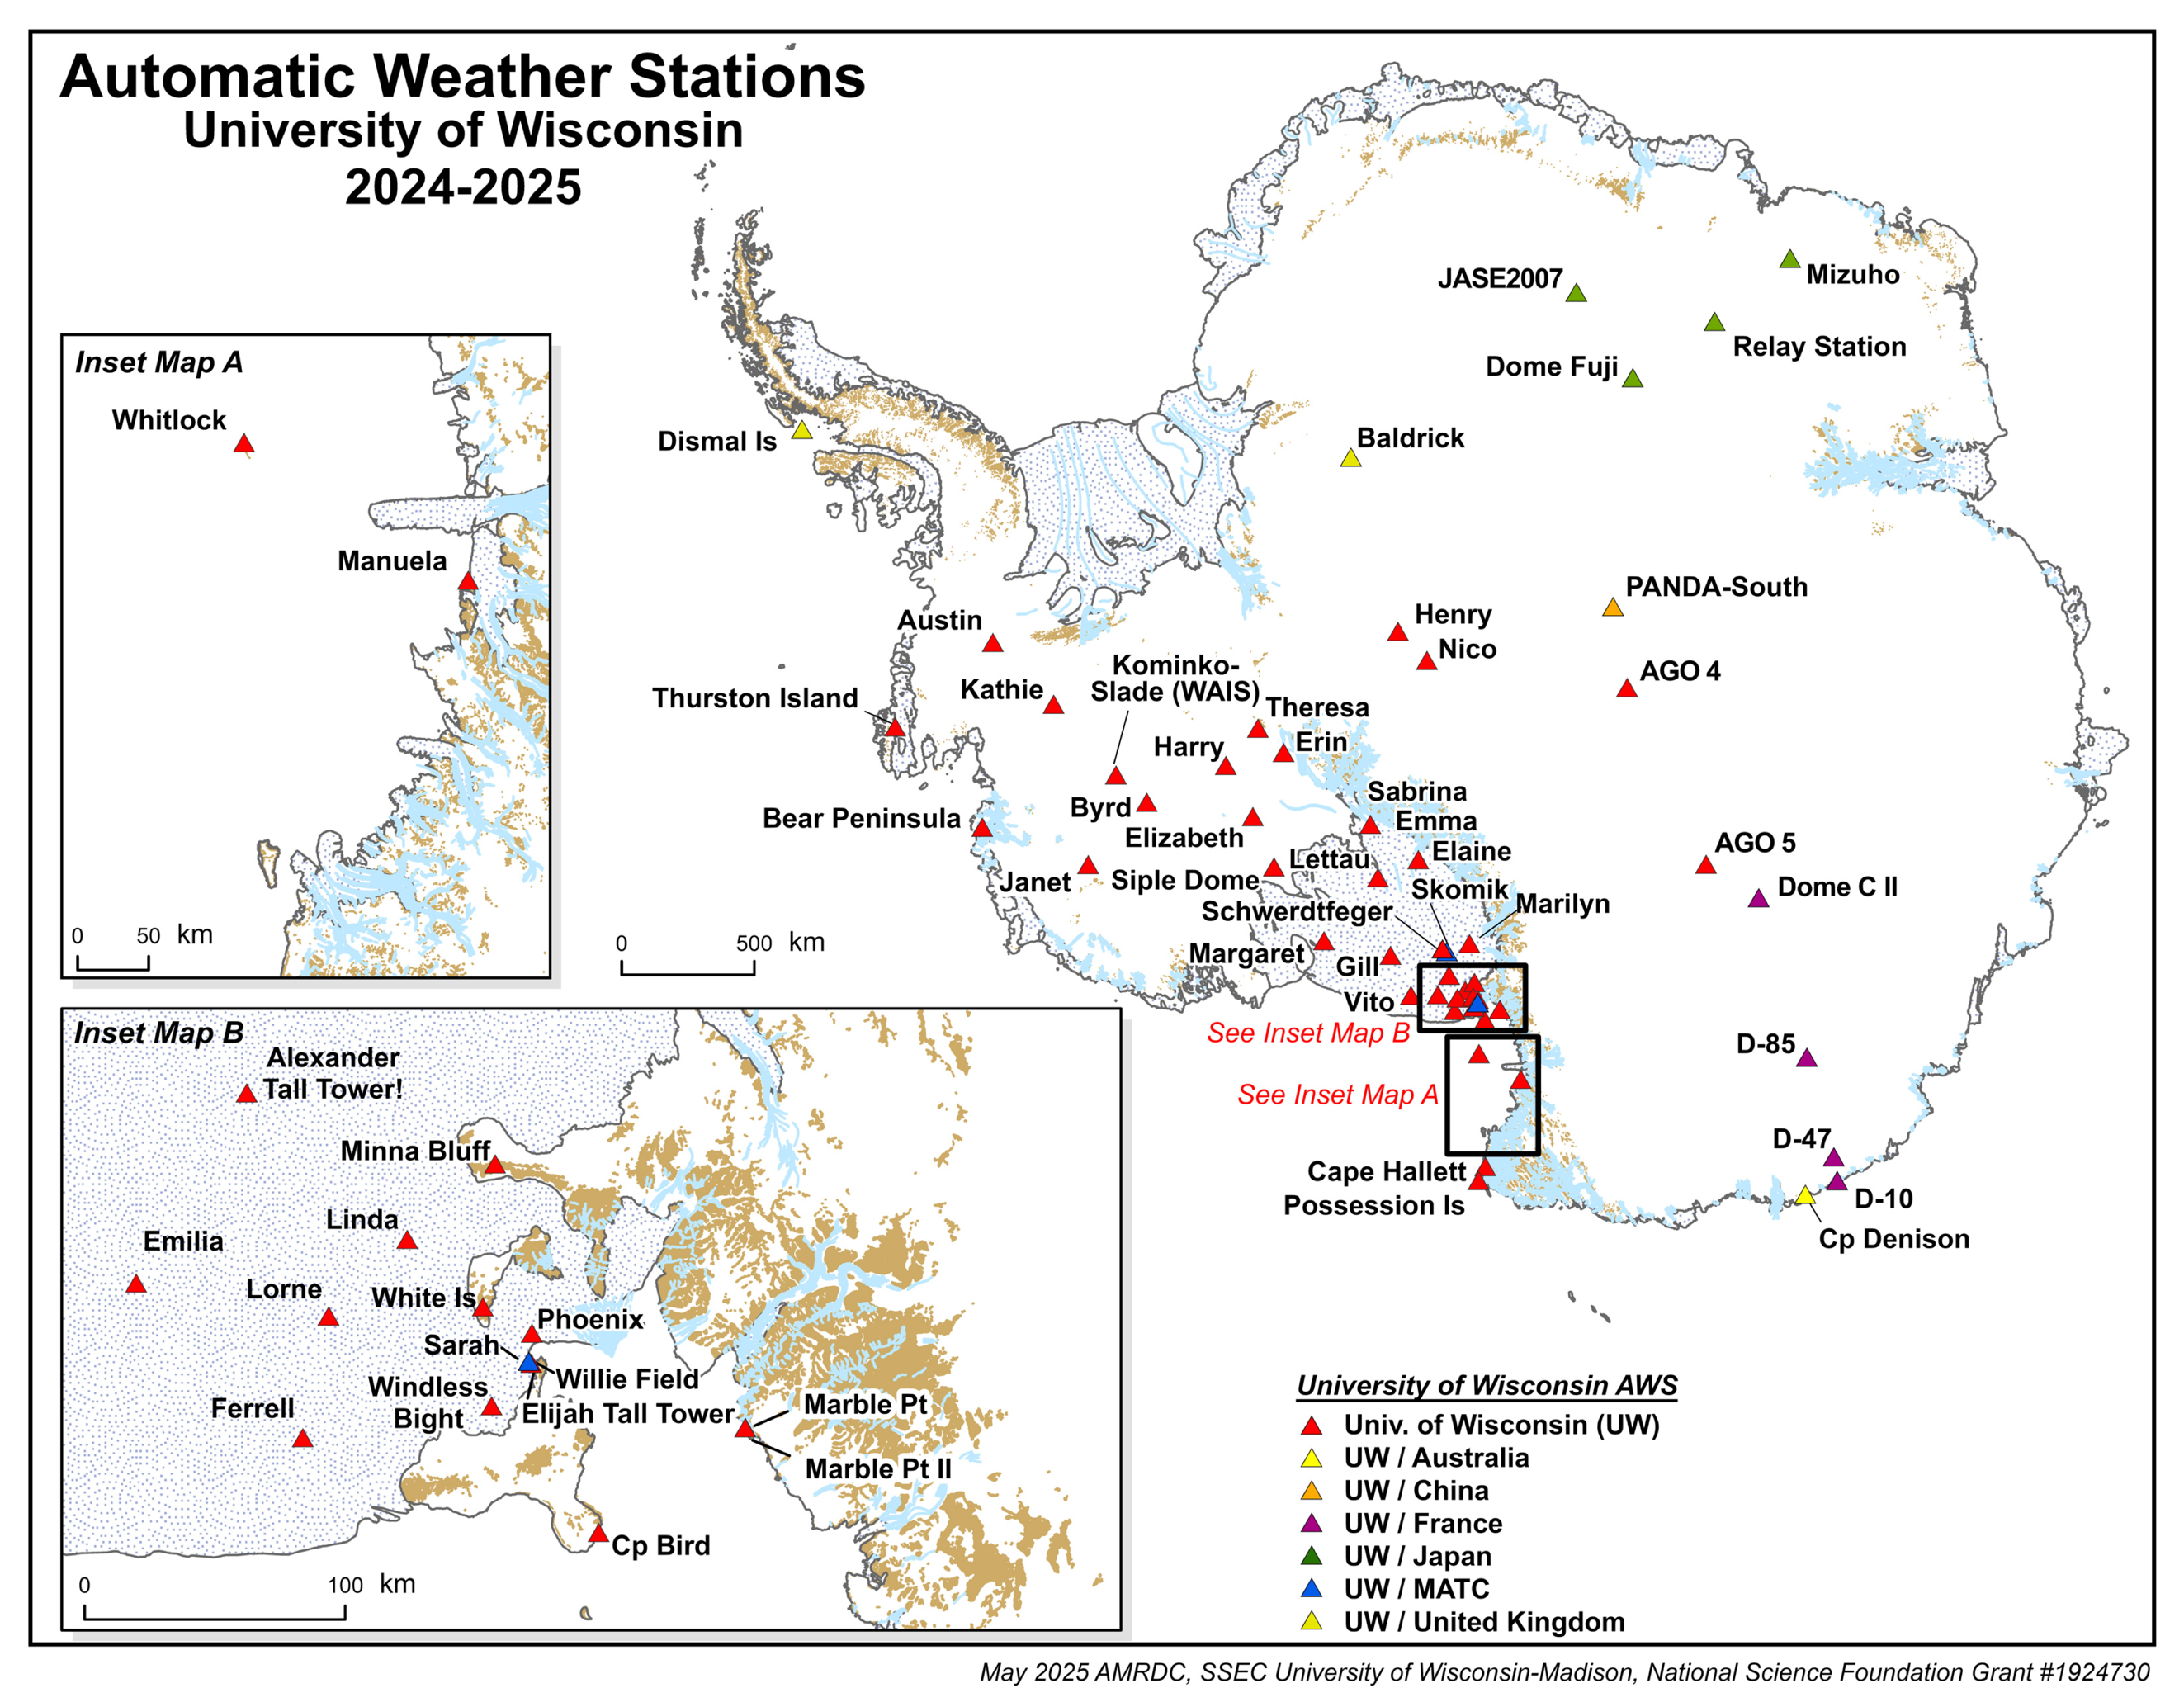 Automatic Weather Stations
University of Wisconsin
2024-2025
Inset Map A
Whitlock
Manuela
0 50 km
Dismal Is
JASE2007
Mizuho
Relay Station
Dome Fuji
Baldrick
PANDA-South
Henry
Nico
AGO 4
Austin
Kathie
Kominko-
Slade (WAIS)
Thurston Island
Theresa
Harry
Erin
Sabrina
Byrd
Emma
Bear Peninsula
Elizabeth
Elaine
Lettau
Janet
Siple Dome
Skomik
Schwerdtfeger
Marilyn
AGO 5
Dome C II
0 500 km
Margaret
Gill
Vito
See Inset Map B
See Inset Map A
D-85
D-47
D-10
Cp Denison
Cape Hallett
Possession Is
Inset Map B
Alexander
Tall Tower!
Minna Bluff
Linda
Emilia
Lorne
White Is
Phoenix
Sarah
Willie Field
Windless
Bight
Elijah Tall Tower
Ferrell
Marble Pt
Marble Pt II
Cp Bird
0 100 km
University of Wisconsin AWS
Univ. of Wisconsin (UW)
UW / Australia
UW / China
UW / France
UW / Japan
UW / MATC
UW / United Kingdom
May 2025 AMRDC, SSEC University of Wisconsin-Madison, National Science Foundation Grant #1924730